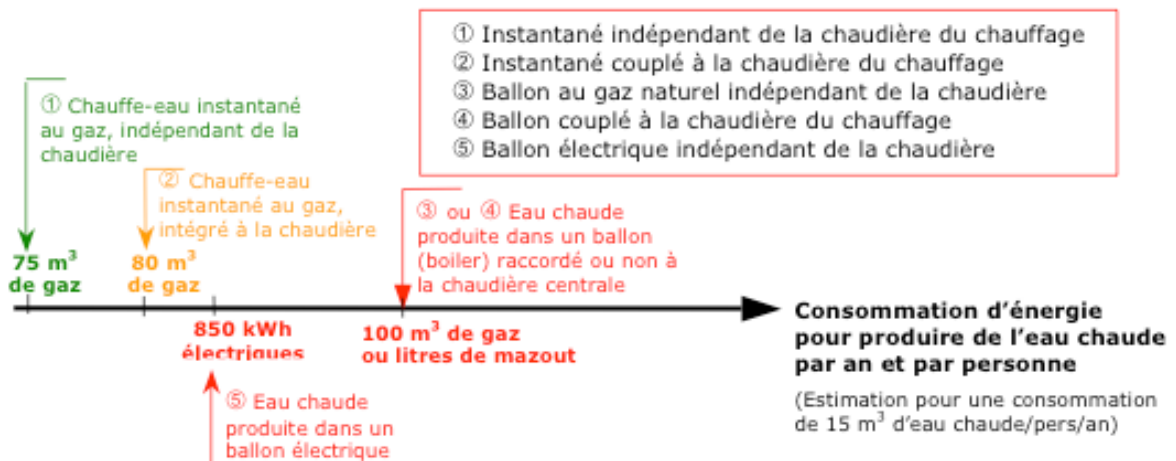 ① Instantané indépendant de la chaudière du chauffage
② Instantané couplé à la chaudière du chauffage
③ Ballon au gaz naturel indépendant de la chaudière
④ Ballon couplé à la chaudière du chauffage
⑤ Ballon électrique indépendant de la chaudière
① Chauffe-eau instantané
au gaz, indépendant de la
chaudière
② Chauffe-eau
instantané au gaz,
intégré à la chaudière
③ ou ④ Eau chaude
produite dans un ballon
(boiler) raccordé ou non à
la chaudière centrale
75 m³
de gaz
80 m³
de gaz
850 kWh
électriques
100 m³ de gaz
ou litres de mazout
Consommation d'énergie
pour produire de l'eau chaude
par an et par personne
(Estimation pour une consommation
de 15 m³ d'eau chaude/pers/an)
⑤ Eau chaude
produite dans un
ballon électrique